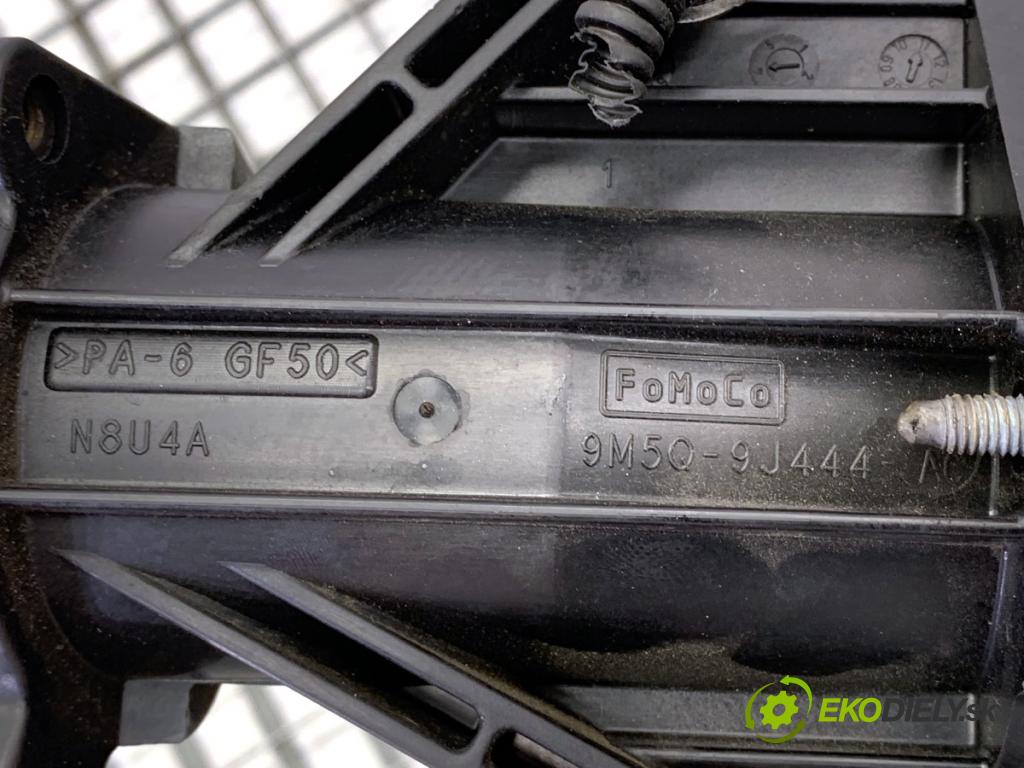 1
>PA-6 GF50<
N8U4A
FoMoCo
9M5Q-9J444-
EKODIELY.sk